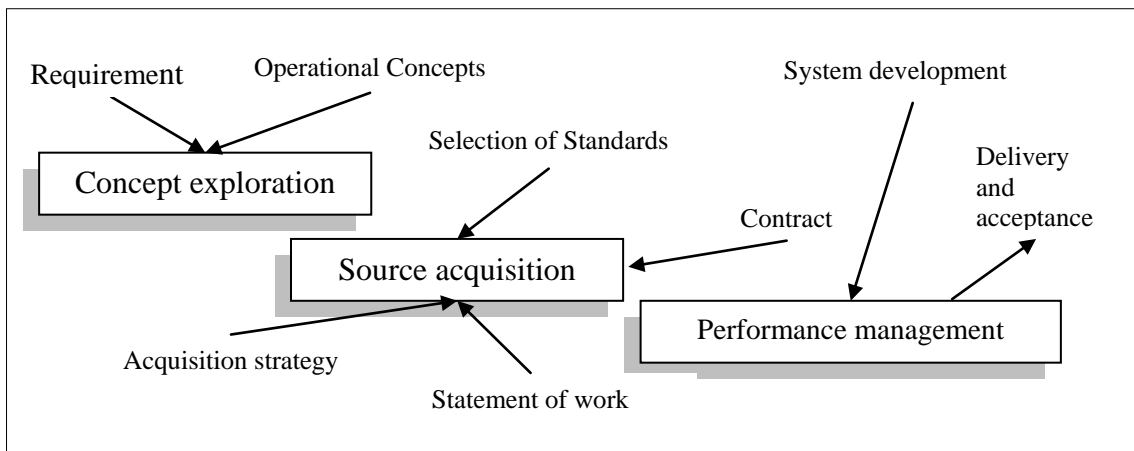 Requirement
Operational Concepts
System development
Selection of Standards
Delivery
and
acceptance
Concept exploration
Contract
Source acquisition
Performance management
Acquisition strategy
Statement of work